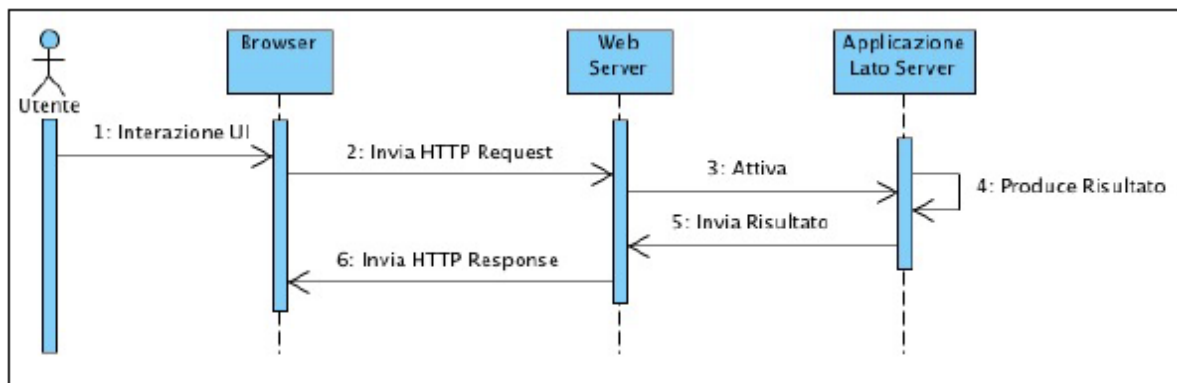 Browser
Web
Server
Applicazione
Lato Server
Utente
1: Interazione UI
2: Invia HTTP Request
3: Attiva
4: Produce Risultato
5: Invia Risultato
6: Invia HTTP Response